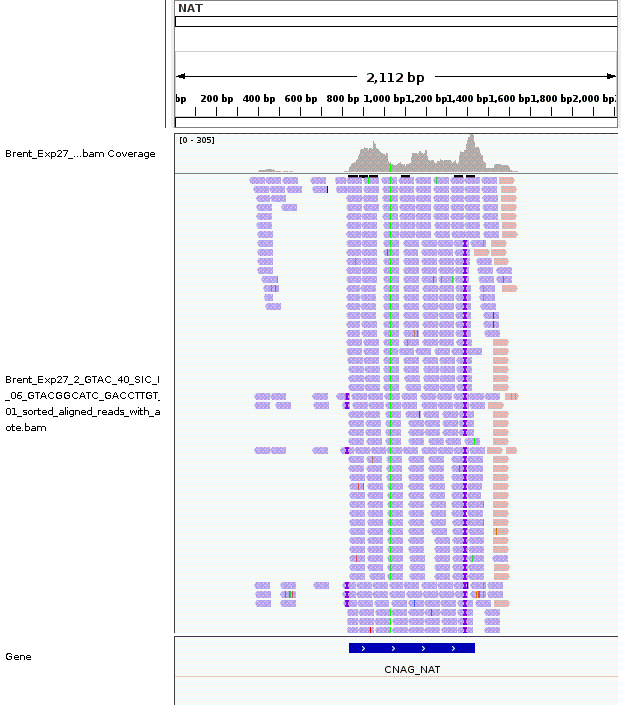 NAT
2,112 bp
bp 200 bp 400 bp 600 bp 800 bp 1,000 bp 1,200 bp 1,400 bp 1,600 bp 1,800 bp 2,000 bp
[0 - 305]
Brent_Exp27_...bam Coverage
Brent_Exp27_2_GTAC_40_SIC_I
_06_GTACGGCATC_GACCTTGT_
01_sorted_aligned_reads_with_a
ote.bam
Gene
CNAG_NAT